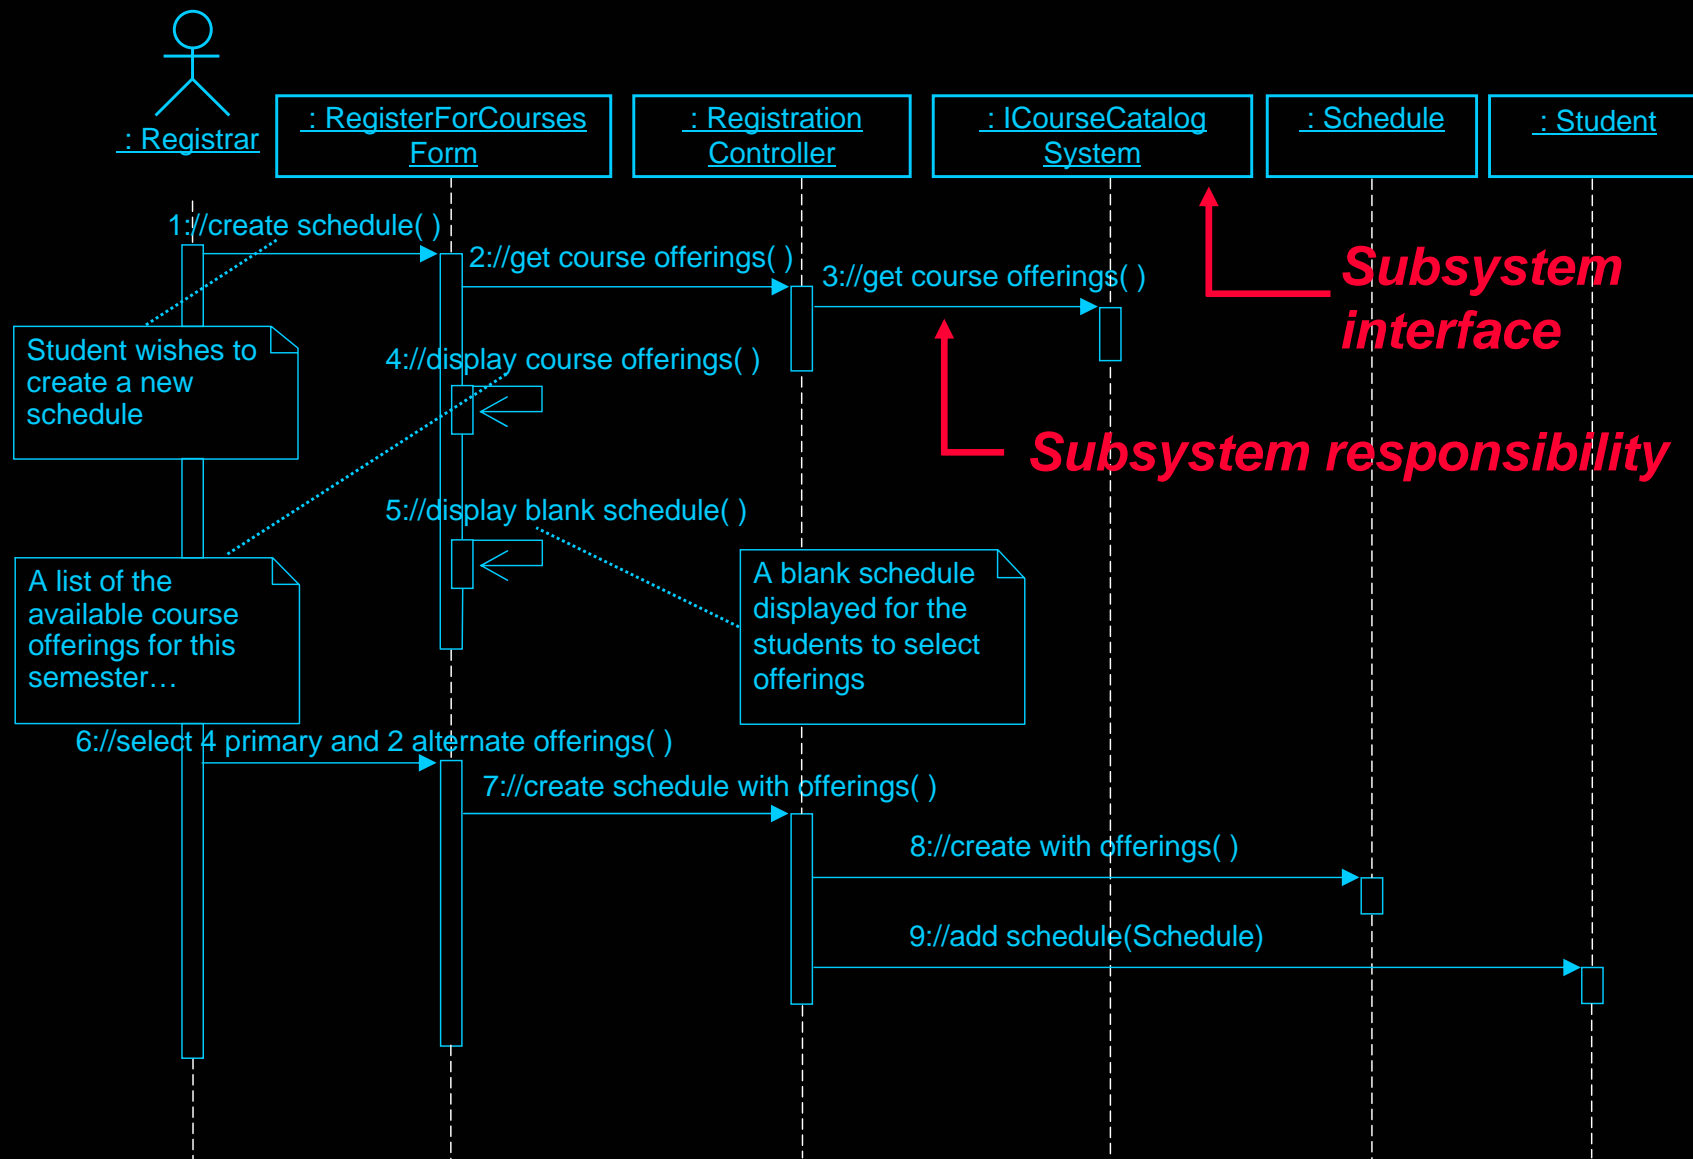 : Registrar
: RegisterForCourses
Form
: Registration
Controller
: ICourseCatalog
System
: Schedule
: Student
1://create schedule( )
2://get course offerings( )
3://get course offerings( )
Subsystem
interface
Student wishes to
create a new
schedule
4://display course offerings( )
Subsystem responsibility
5://display blank schedule( )
A list of the
available course
offerings for this
semester…
A blank schedule
displayed for the
students to select
offerings
6://select 4 primary and 2 alternate offerings( )
7://create schedule with offerings( )
8://create with offerings( )
9://add schedule(Schedule)